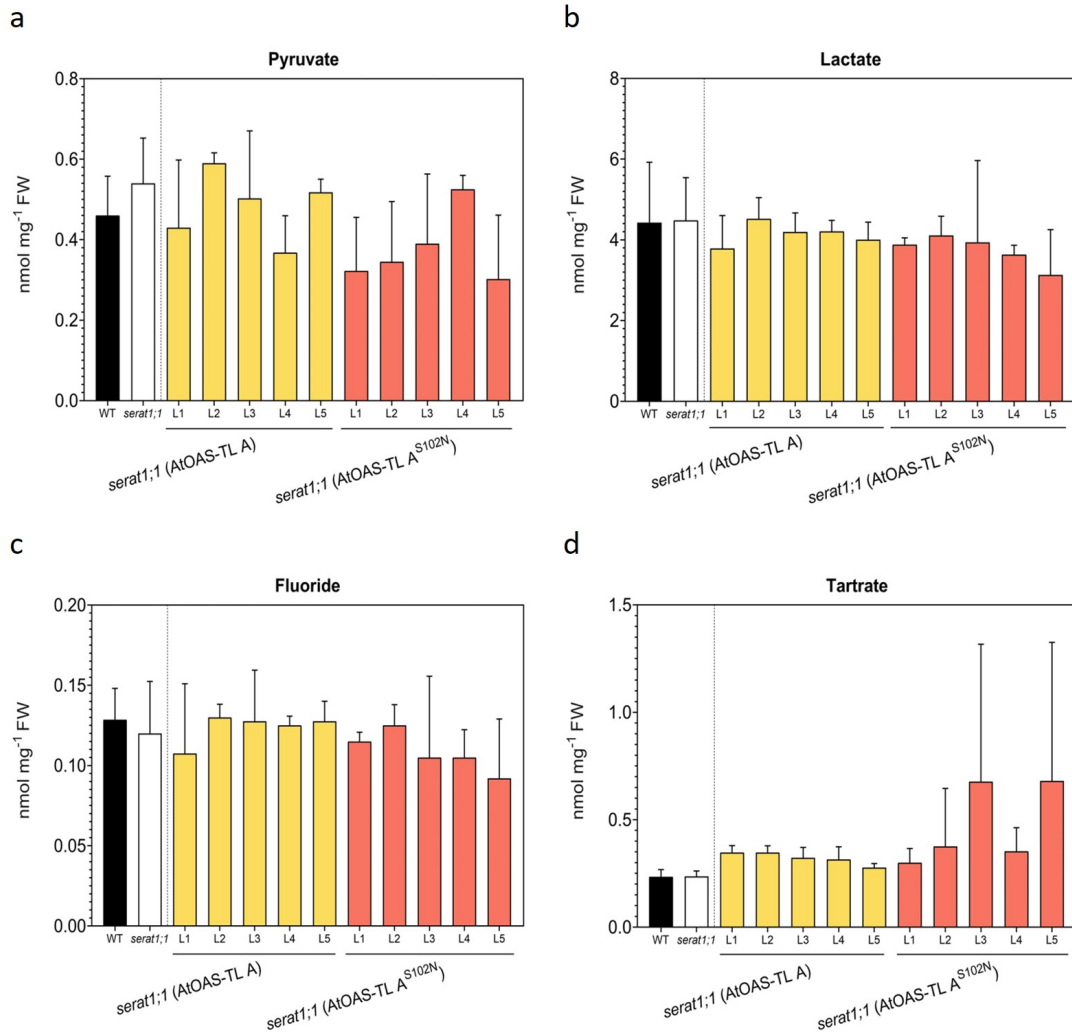 a
Pyruvate
nmol mg⁻¹ FW
0.8
0.6
0.4
0.2
0.0
WT serat1;1 L1 L2 L3 L4 L5 L1 L2 L3 L4 L5
serat1;1 (AtOAS-TL A)
serat1;1 (AtOAS-TL A^S102N)
b
Lactate
nmol mg⁻¹ FW
8
6
4
2
0
WT serat1;1 L1 L2 L3 L4 L5 L1 L2 L3 L4 L5
serat1;1 (AtOAS-TL A)
serat1;1 (AtOAS-TL A^S102N)
c
Fluoride
nmol mg⁻¹ FW
0.20
0.15
0.10
0.05
0.00
WT serat1;1 L1 L2 L3 L4 L5 L1 L2 L3 L4 L5
serat1;1 (AtOAS-TL A)
serat1;1 (AtOAS-TL A^S102N)
d
Tartrate
nmol mg⁻¹ FW
1.5
1.0
0.5
0.0
WT serat1;1 L1 L2 L3 L4 L5 L1 L2 L3 L4 L5
serat1;1 (AtOAS-TL A)
serat1;1 (AtOAS-TL A^S102N)